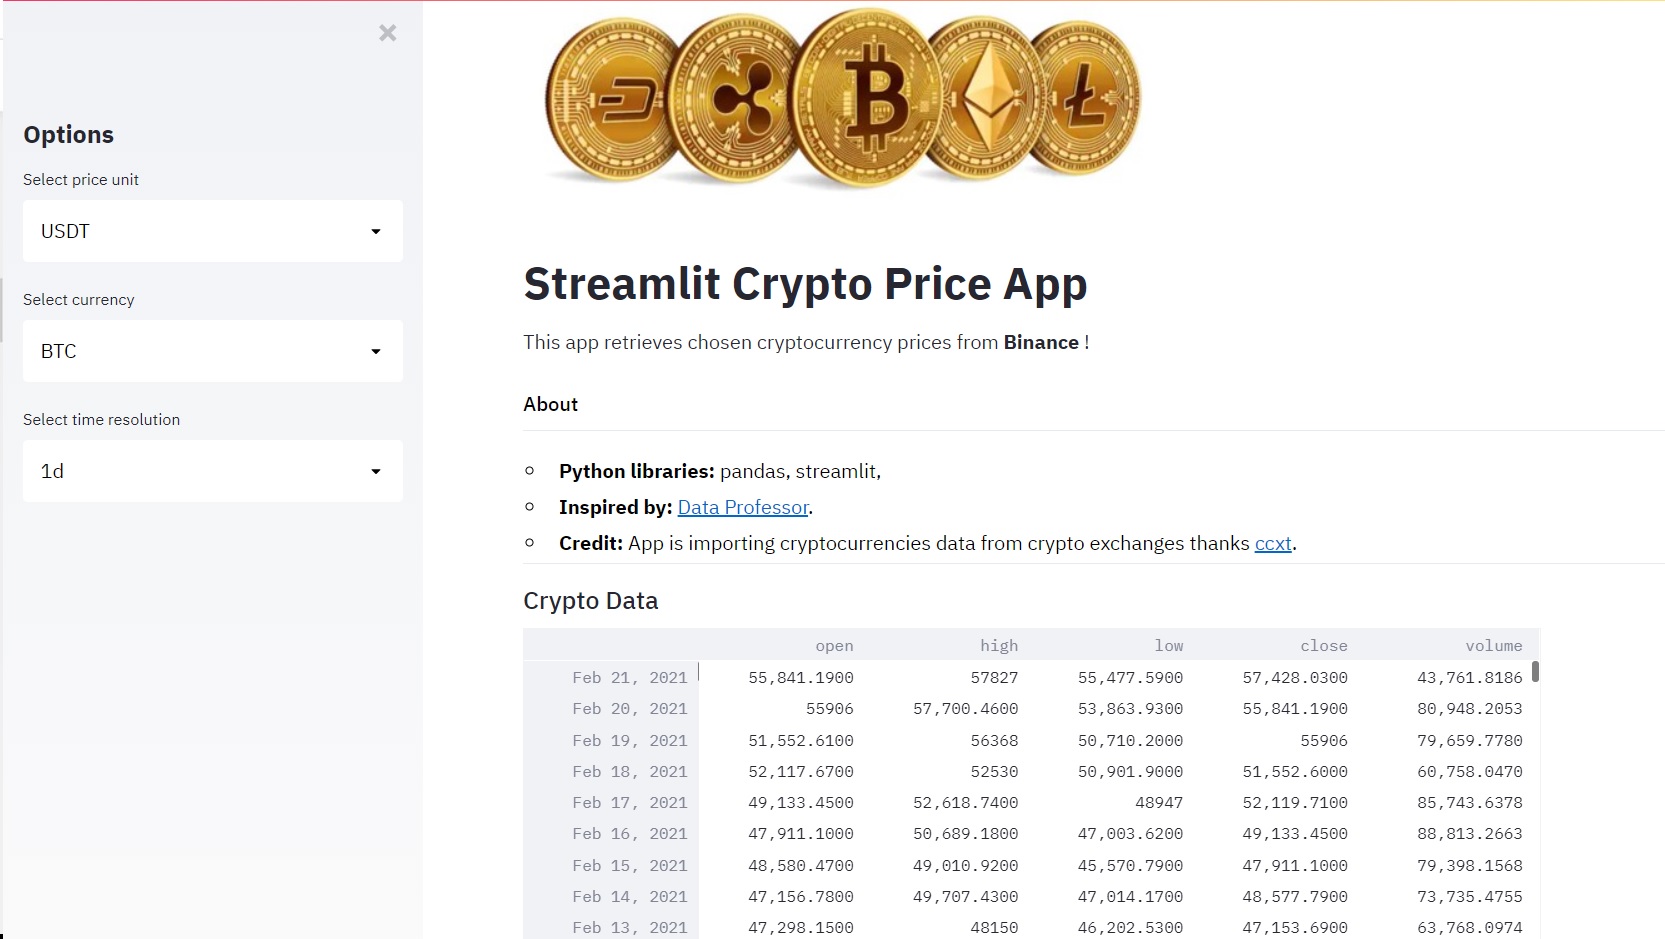 Options
Select price unit
USDT
Select currency
BTC
Select time resolution
1d
Streamlit Crypto Price App
This app retrieves chosen cryptocurrency prices from Binance !
About
Python libraries: pandas, streamlit,
Inspired by: Data Professor.
Credit: App is importing cryptocurrencies data from crypto exchanges thanks ccxt.
Crypto Data
open high low close volume
Feb 21, 2021 55,841.1900 57827 55,477.5900 57,428.0300 43,761.8186
Feb 20, 2021 55906 57,700.4600 53,863.9300 55,841.1900 80,948.2053
Feb 19, 2021 51,552.6100 56368 50,710.2000 55906 79,659.7780
Feb 18, 2021 52,117.6700 52530 50,901.9000 51,552.6000 60,758.0470
Feb 17, 2021 49,133.4500 52,618.7400 48947 52,119.7100 85,743.6378
Feb 16, 2021 47,911.1000 50,689.1800 47,003.6200 49,133.4500 88,813.2663
Feb 15, 2021 48,580.4700 49,010.9200 45,570.7900 47,911.1000 79,398.1568
Feb 14, 2021 47,156.7800 49,707.4300 47,014.1700 48,577.7900 73,735.4755
Feb 13, 2021 47,298.1500 48150 46,202.5300 47,153.6900 63,768.0974